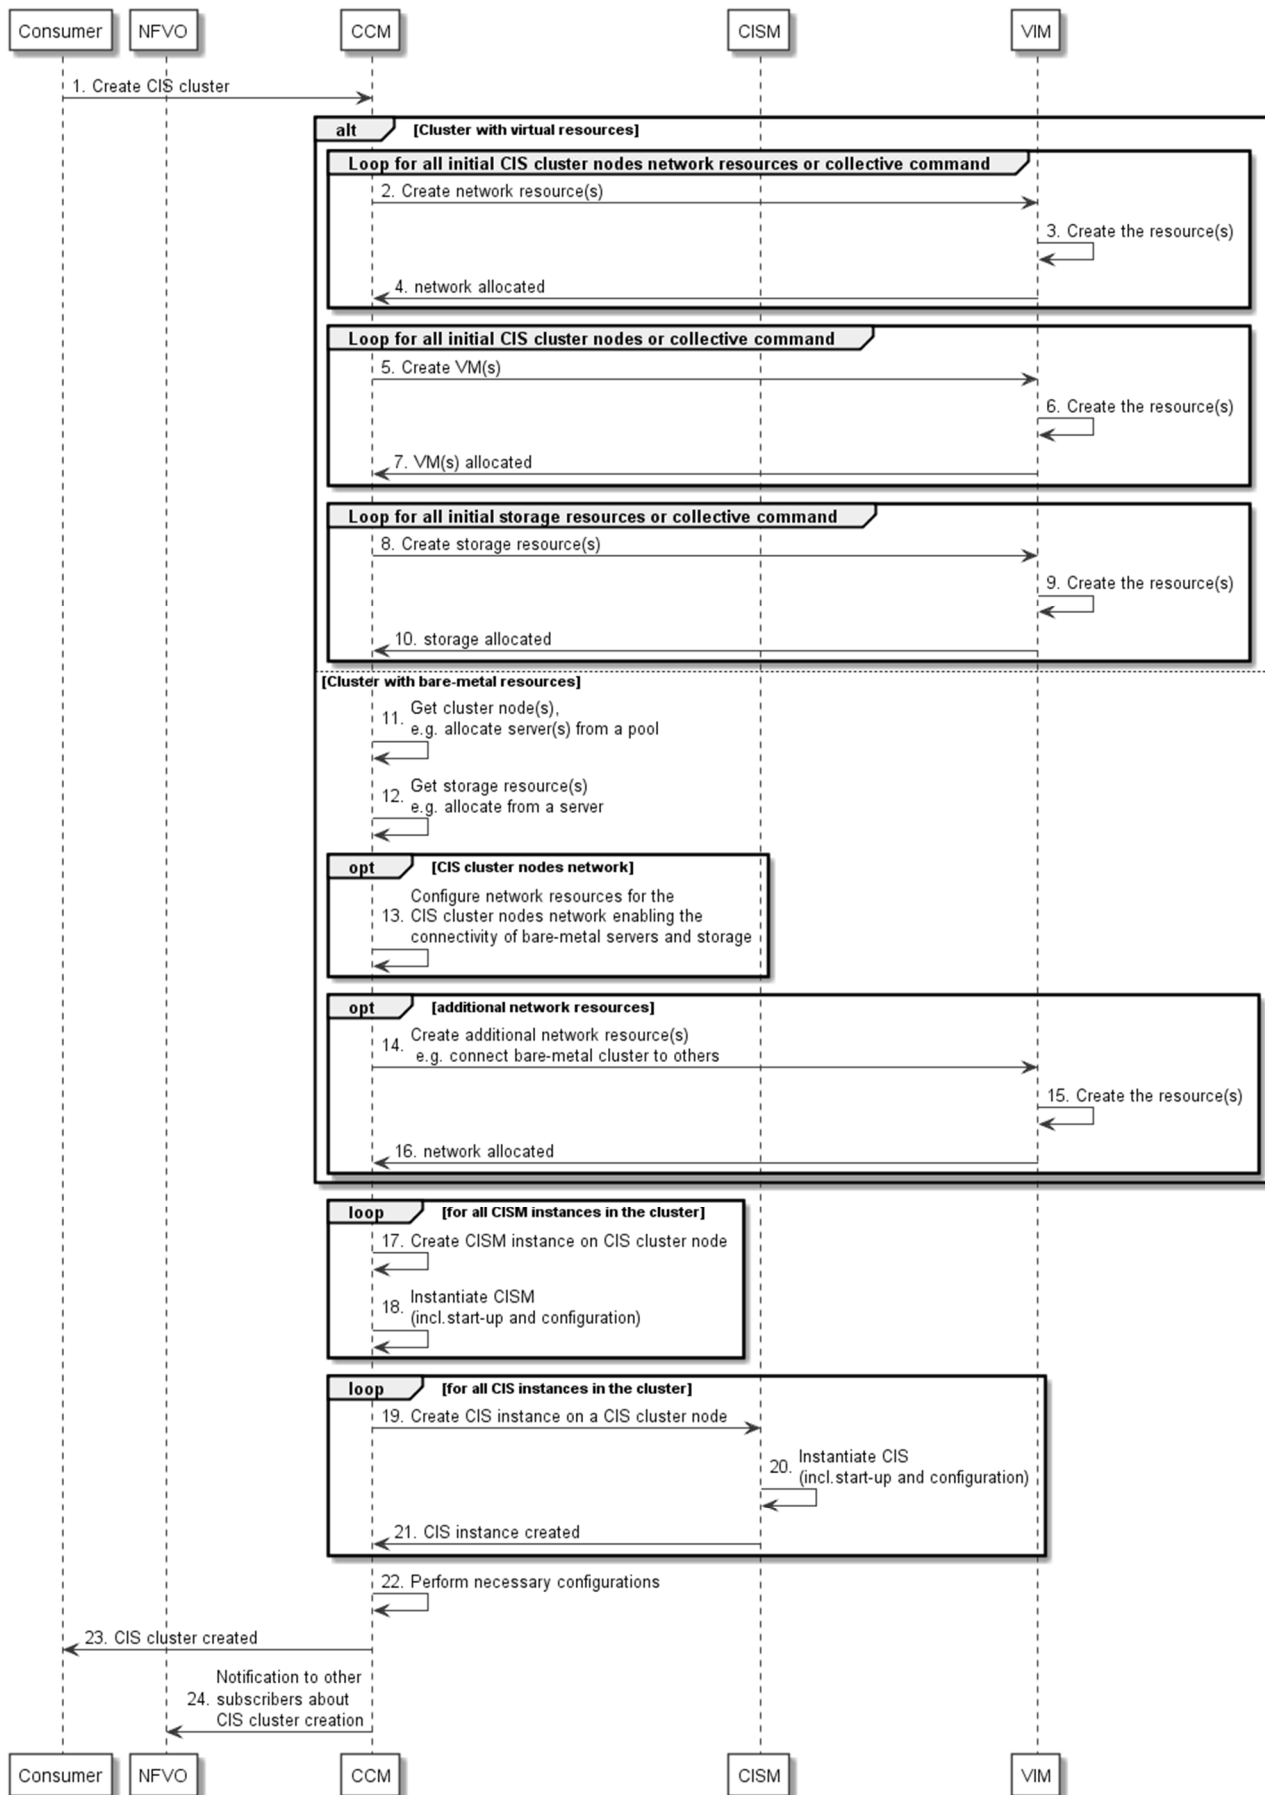 Consumer NFVO CCM CISM VIM
1. Create CIS cluster
alt [Cluster with virtual resources]
Loop for all initial CIS cluster nodes network resources or collective command
2. Create network resource(s)
3. Create the resource(s)
4. network allocated
Loop for all initial CIS cluster nodes or collective command
5. Create VM(s)
6. Create the resource(s)
7. VM(s) allocated
Loop for all initial storage resources or collective command
8. Create storage resource(s)
9. Create the resource(s)
10. storage allocated
[Cluster with bare-metal resources]
11. Get cluster node(s),
e.g. allocate server(s) from a pool
12. Get storage resource(s)
e.g. allocate from a server
opt [CIS cluster nodes network]
Configure network resources for the
13. CIS cluster nodes network enabling the
connectivity of bare-metal servers and storage
opt [additional network resources]
14. Create additional network resource(s)
e.g. connect bare-metal cluster to others
15. Create the resource(s)
16. network allocated
loop [for all CISM instances in the cluster]
17. Create CISM instance on CIS cluster node
18. Instantiate CISM
(incl.start-up and configuration)
loop [for all CIS instances in the cluster]
19. Create CIS instance on a CIS cluster node
20. Instantiate CIS
(incl.start-up and configuration)
21. CIS instance created
22. Perform necessary configurations
23. CIS cluster created
Notification to other
24. subscribers about
CIS cluster creation
Consumer NFVO CCM CISM VIM